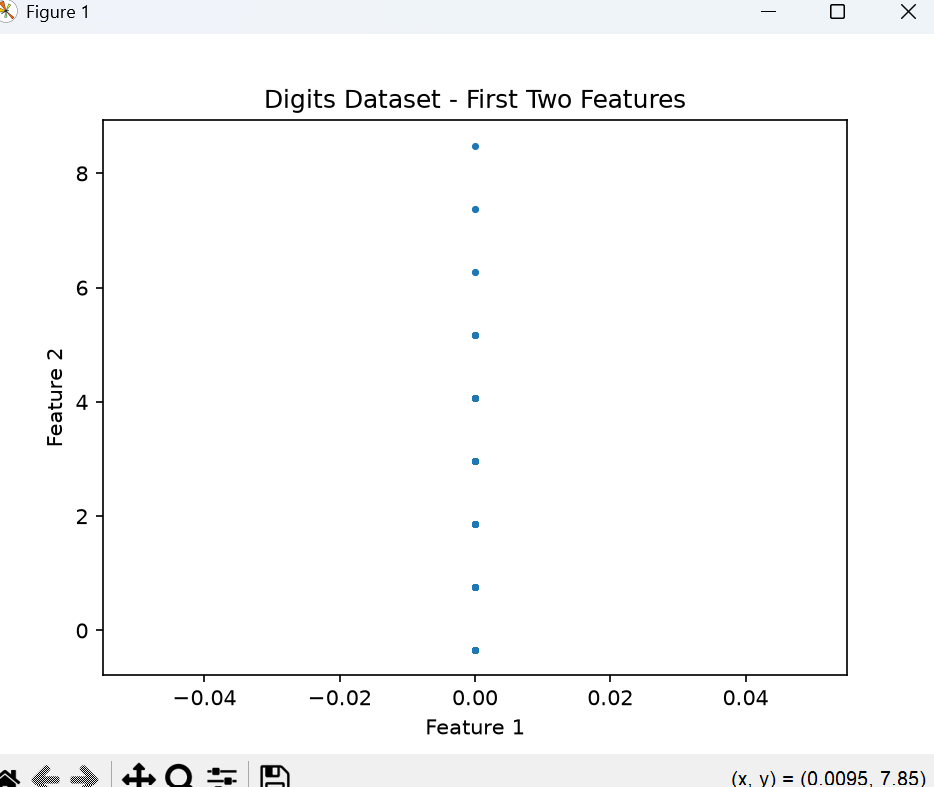 Figure 1
Digits Dataset - First Two Features
8
6
4
2
0
Feature 2
−0.04 −0.02 0.00 0.02 0.04
Feature 1
(x, y) = (0.0095, 7.85)